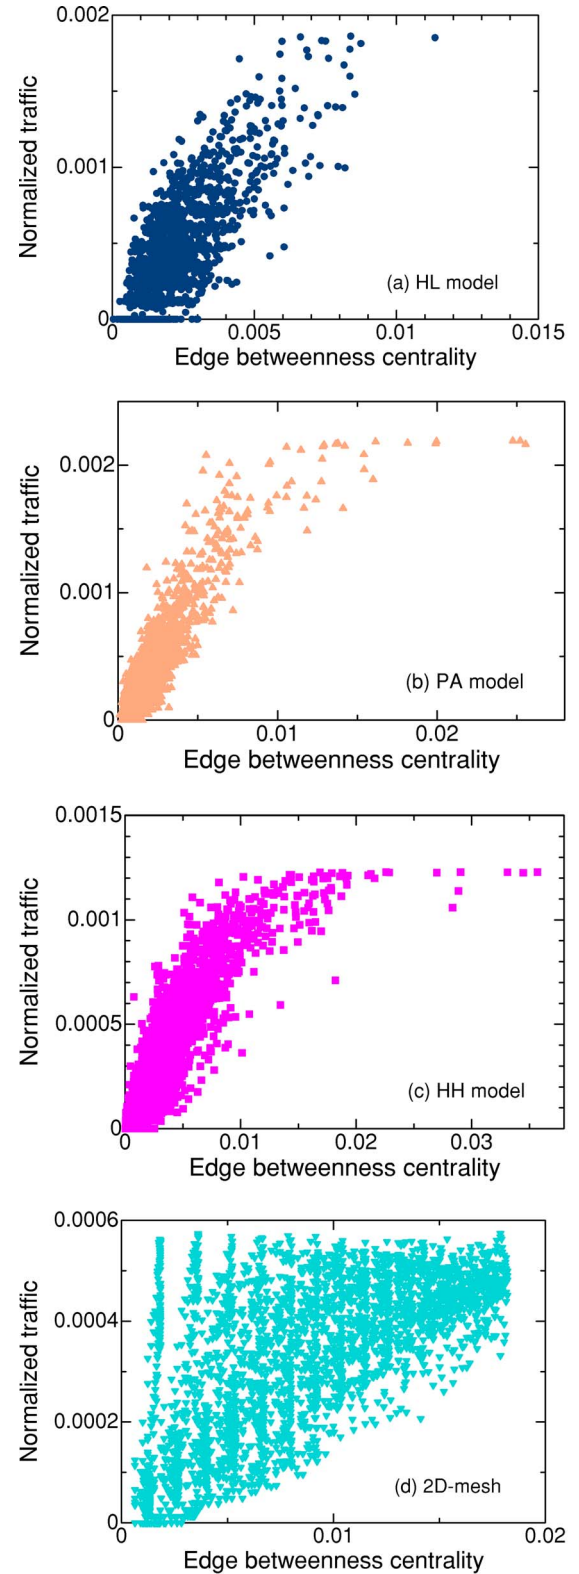 0.002
0.001
0
Normalized traffic
(a) HL model
0 0.005 0.01 0.015
Edge betweenness centrality
0.002
0.001
0
Normalized traffic
(b) PA model
0 0.01 0.02
Edge betweenness centrality
0.0015
0.001
0.0005
0
Normalized traffic
(c) HH model
0 0.01 0.02 0.03
Edge betweenness centrality
0.0006
0.0004
0.0002
0
Normalized traffic
(d) 2D-mesh
0 0.01 0.02
Edge betweenness centrality